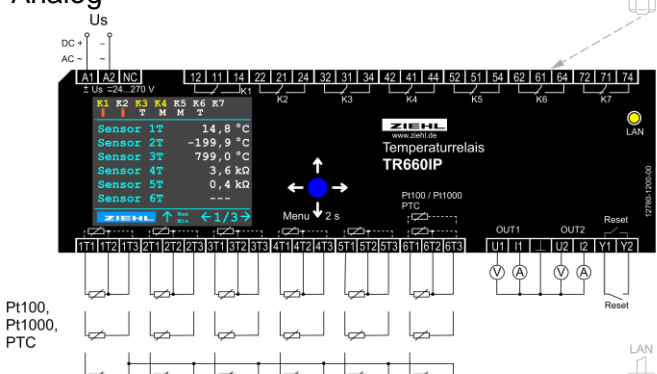 Analog
Us
DC + –
AC ~ ~
A1 A2 NC 12 11 14 22 21 24 32 31 34 42 41 44 52 51 54 62 61 64 72 71 74
± Us =24...270 V
K1 K2 K3 K4 K5 K6 K7
K1 K2 K3 K4 K5 K6 K7
T M M T
Sensor 1T 14,8 °C
Sensor 2T -199,9 °C
Sensor 3T 799,0 °C
Sensor 4T 3,6 kΩ
Sensor 5T 0,4 kΩ
Sensor 6T ---
ZIEHL ↑ Max Min ← 1/3 →
ZIEHL
www.ziehl.de
Temperaturrelais
TR660IP
LAN
12780-1200-00
Menu 2 s
Pt100 / Pt1000
PTC
OUT1 OUT2 Reset
1T1 1T2 1T3 2T1 2T2 2T3 3T1 3T2 3T3 4T1 4T2 4T3 5T1 5T2 5T3 6T1 6T2 6T3 U1 I1 ⊥ U2 I2 Y1 Y2
V A V A
Reset
Pt100,
Pt1000,
PTC
LAN